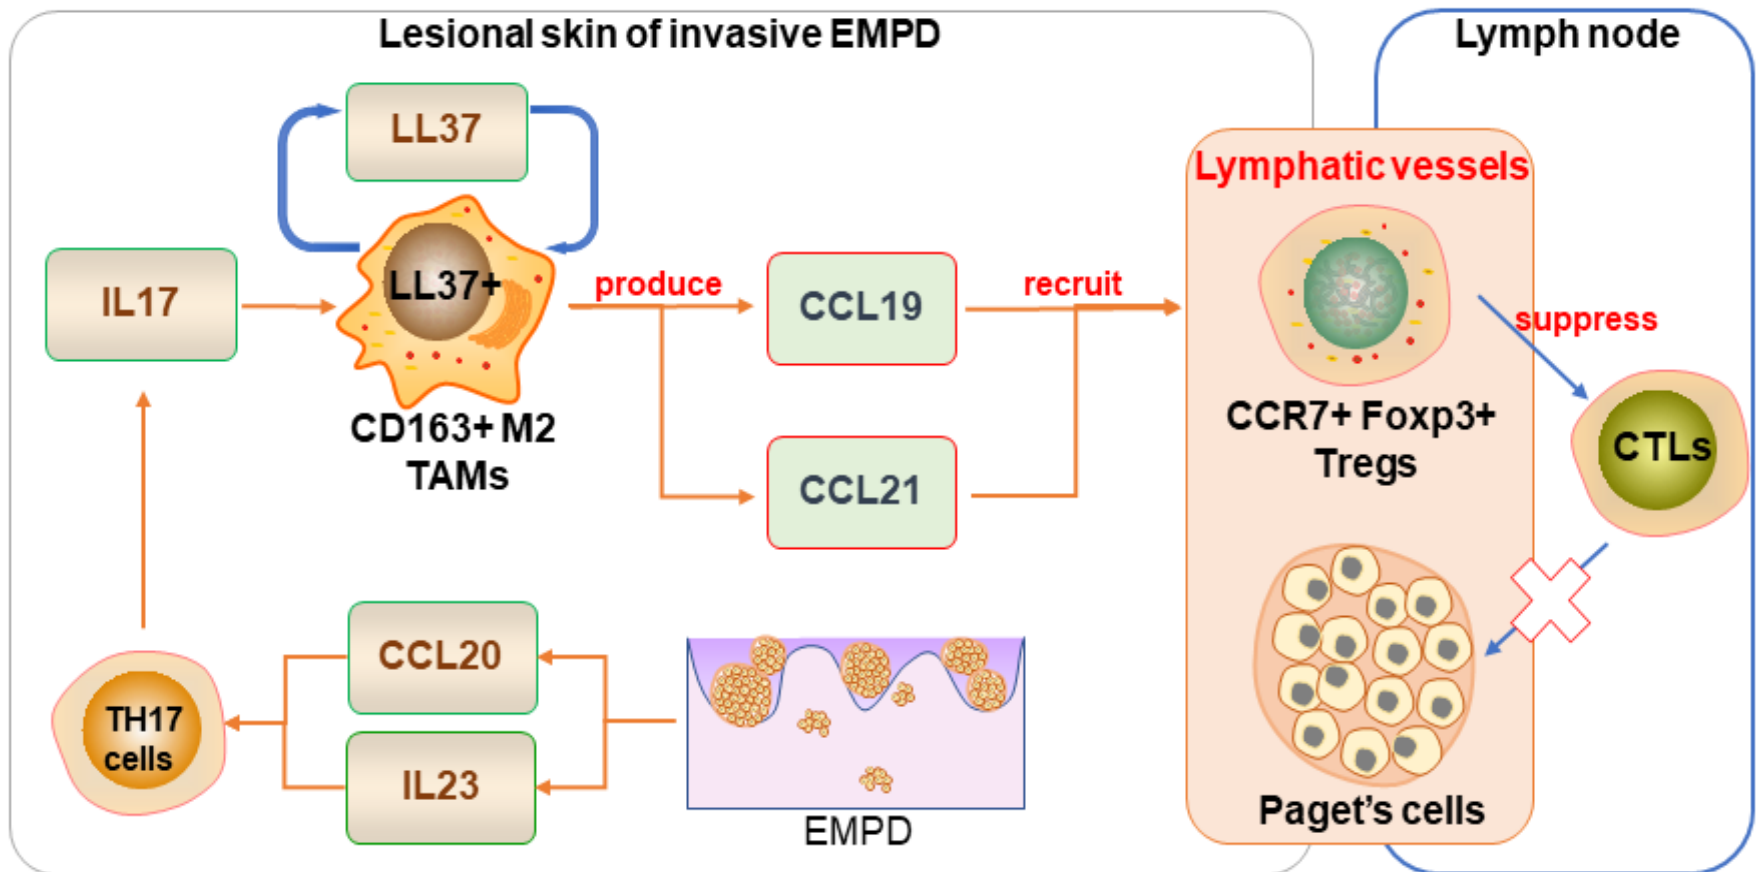 Lesional skin of invasive EMPD
Lymph node
LL37
Lymphatic vessels
IL17
LL37+
produce
CCL19
recruit
suppress
CD163+ M2
TAMs
CCR7+ Foxp3+
Tregs
CTLs
CCL21
CCL20
TH17
cells
IL23
EMPD
Paget’s cells